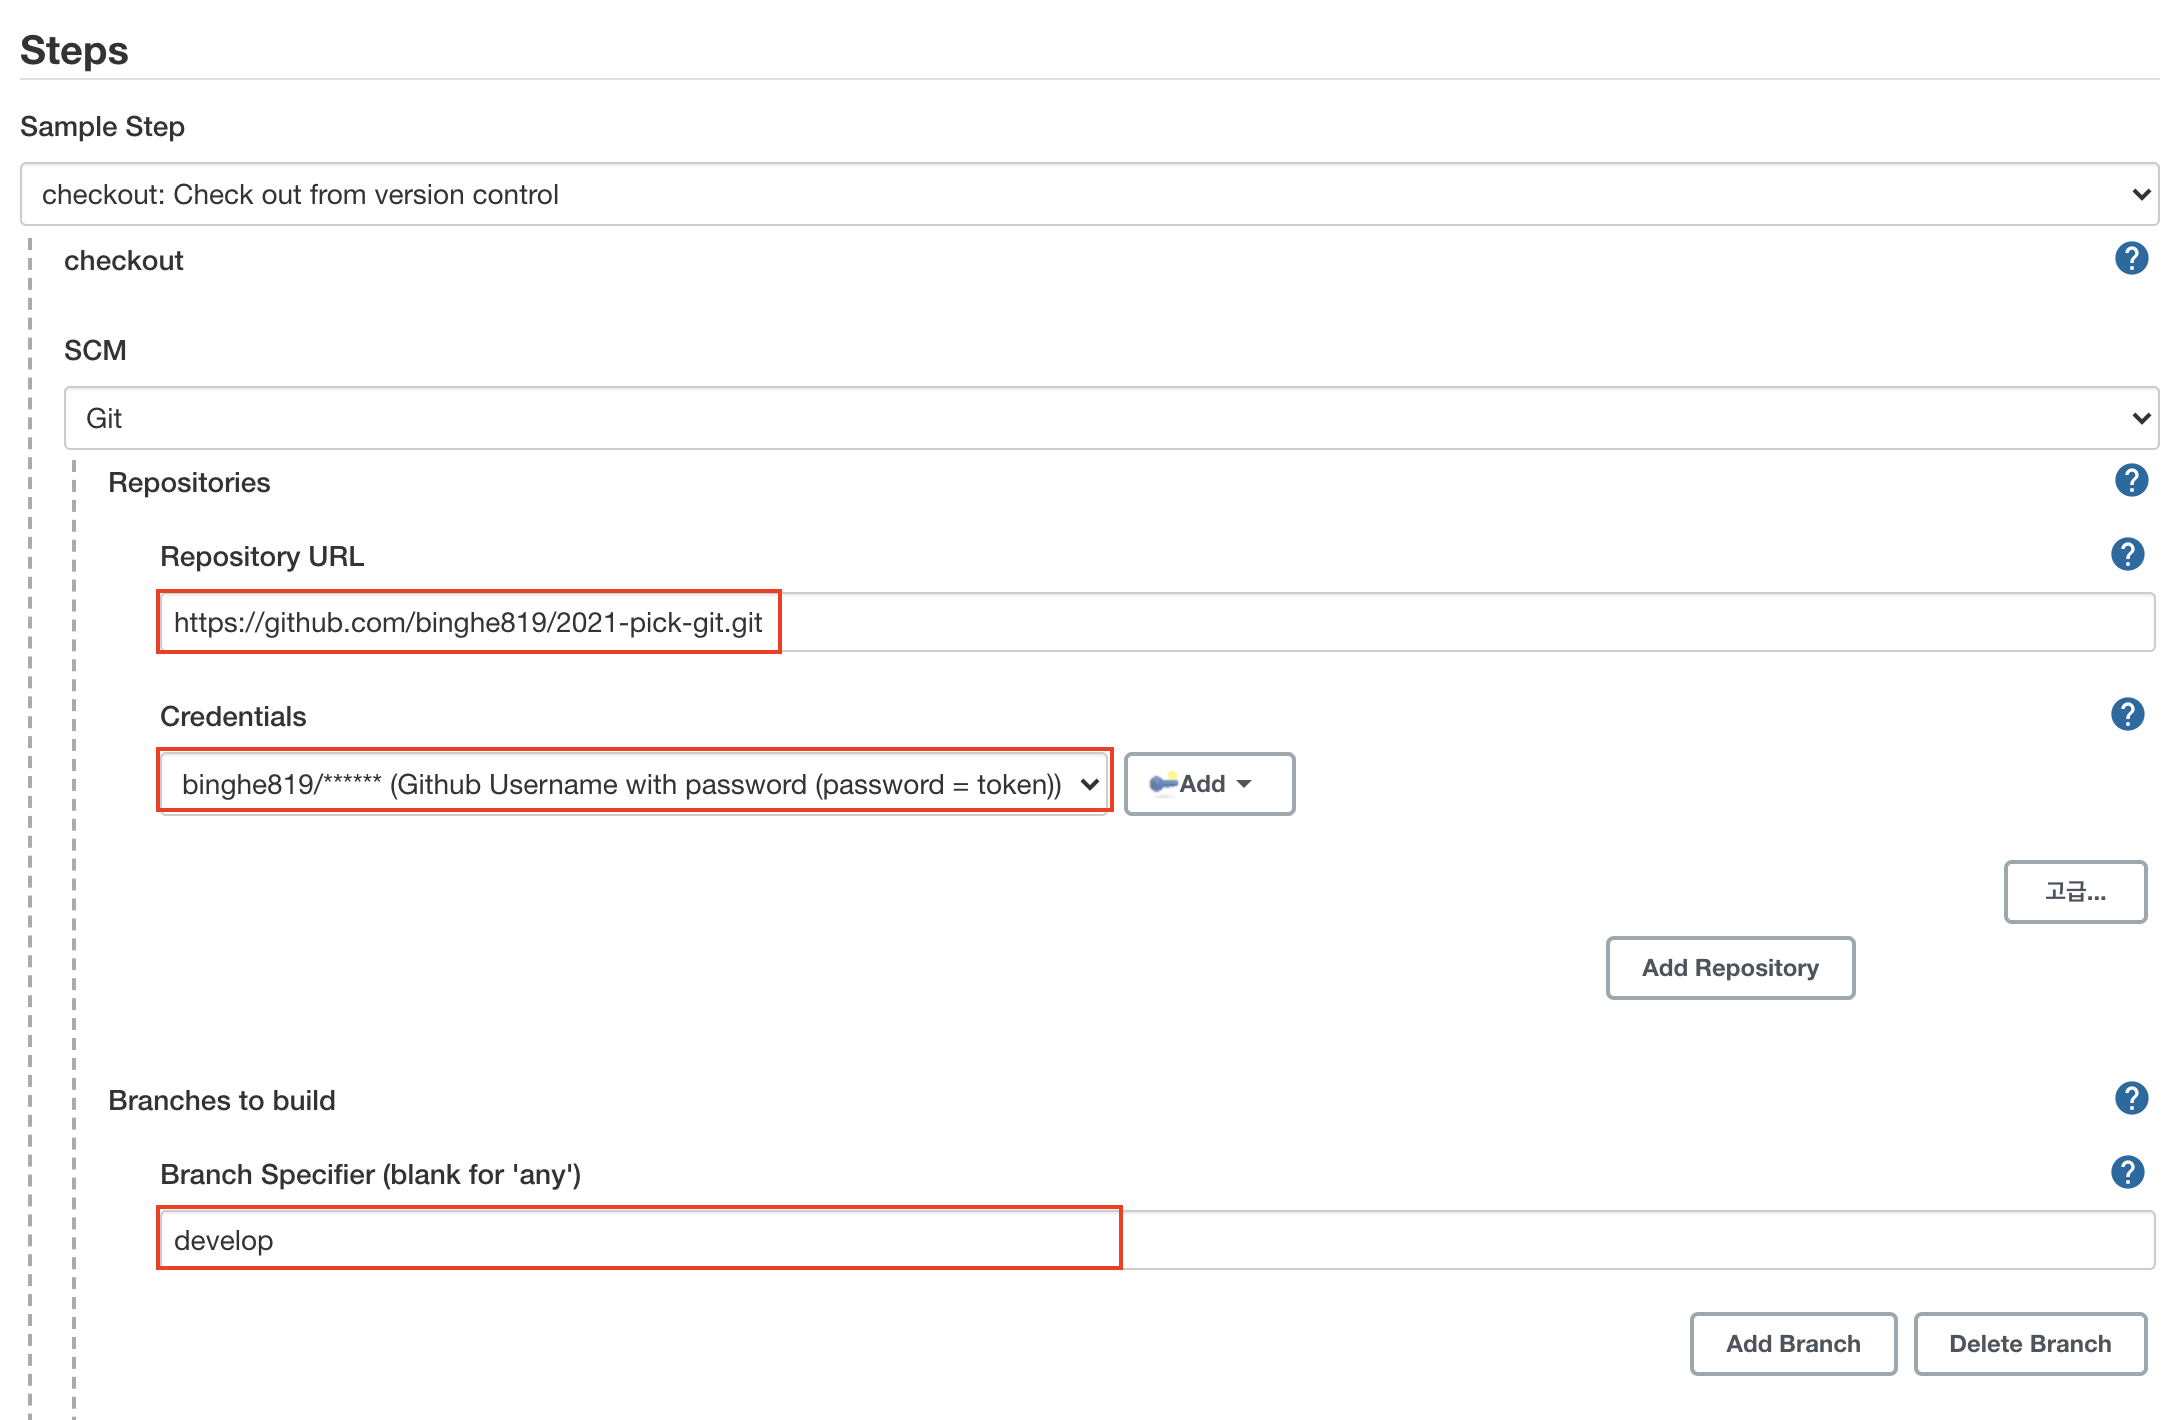 Steps
Sample Step
checkout: Check out from version control
checkout
?
SCM
Git
Repositories
?
Repository URL
?
https://github.com/binghe819/2021-pick-git.git
Credentials
?
binghe819/****** (Github Username with password (password = token))
Add
고급...
Add Repository
Branches to build
?
Branch Specifier (blank for 'any')
?
develop
Add Branch
Delete Branch